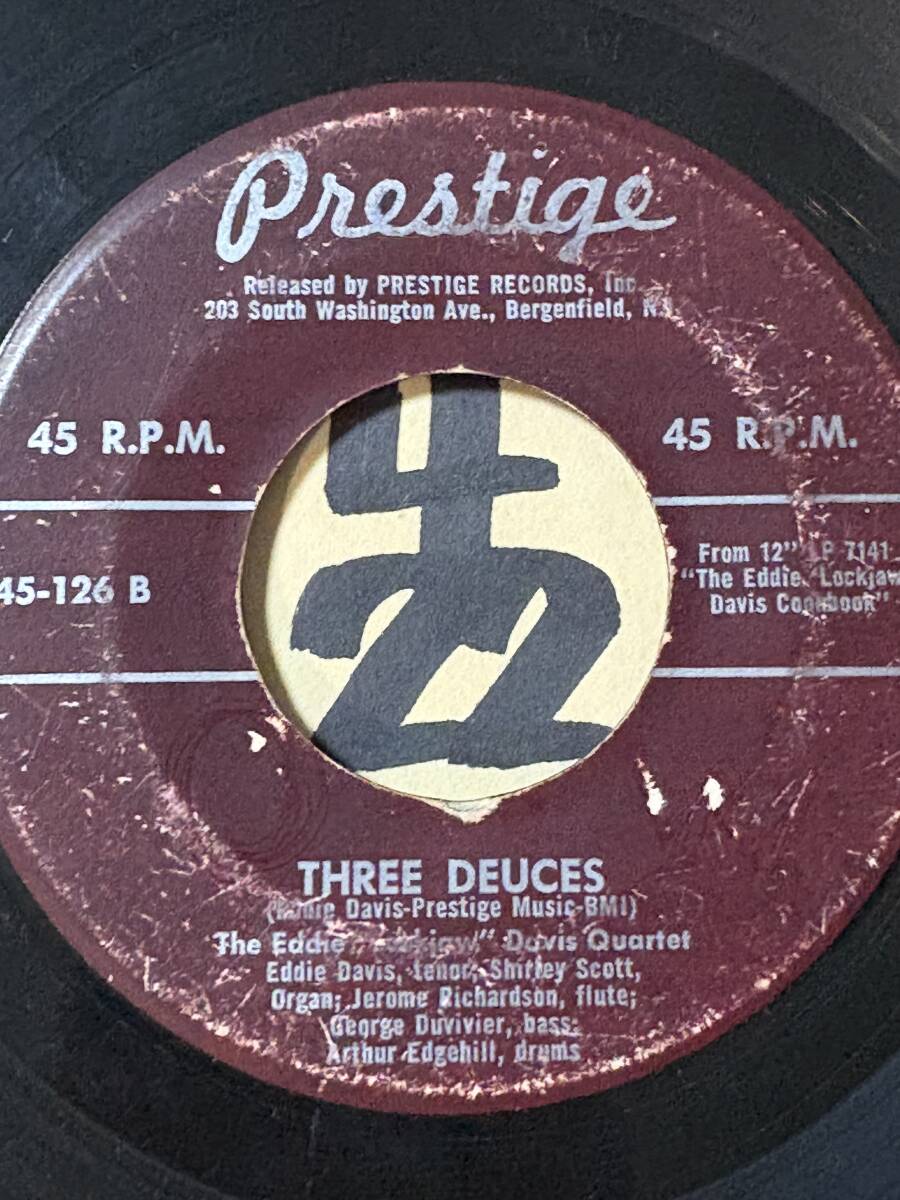 Prestige
Released by PRESTIGE RECORDS, Inc.
203 South Washington Ave., Bergenfield, N.J.
45 R.P.M.
45 R.P.M.
45-126 B
From 12" LP 7141
"The Eddie "Lockjaw"
Davis Cookbook"
THREE DEUCES
(Eddie Davis-Prestige Music-BMI)
The Eddie "Lockjaw" Davis Quartet
Eddie Davis, tenor; Shirley Scott,
Organ; Jerome Richardson, flute;
George Duvivier, bass;
Arthur Edgehill, drums